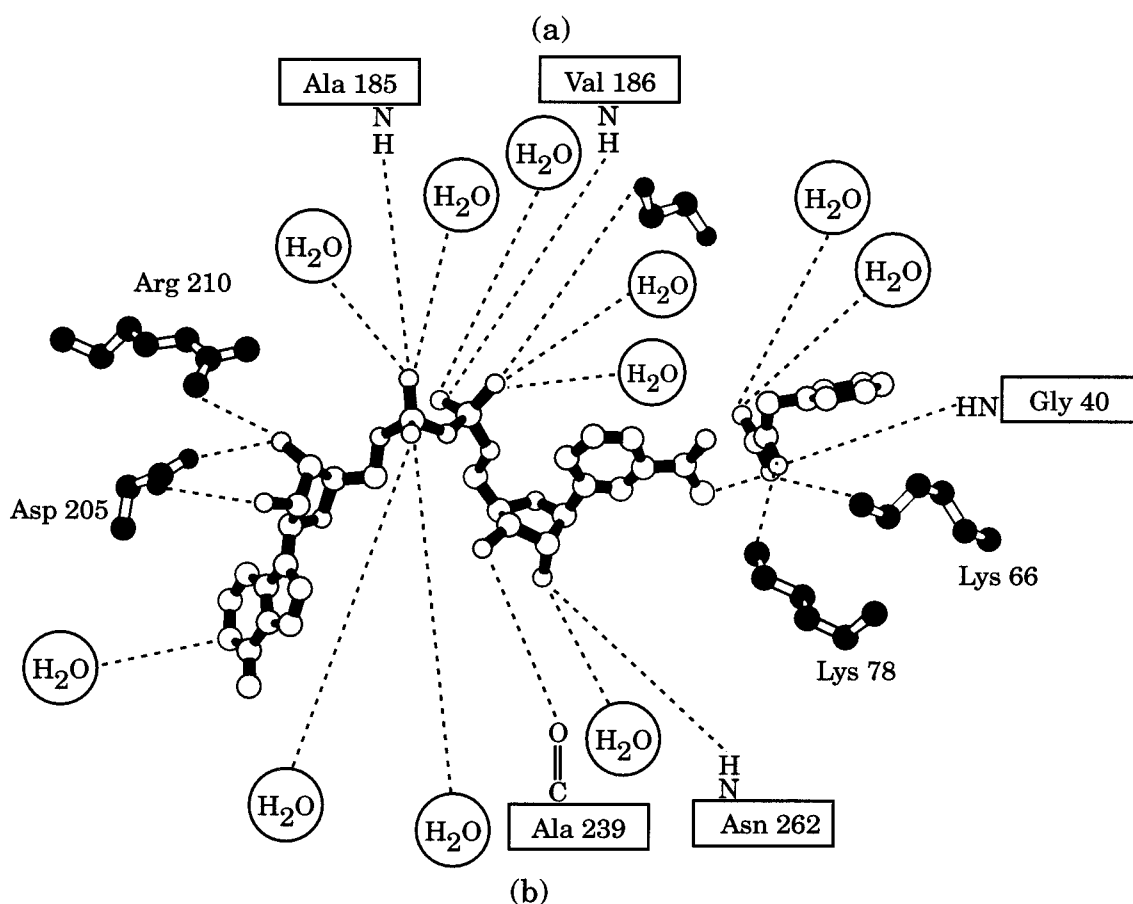 (a)
Ala 185
Val 186
N
H
N
H
H2O
H2O
H2O
H2O
H2O
H2O
H2O
H2O
Arg 210
HN
Gly 40
Asp 205
Lys 66
Lys 78
H2O
H2O
H2O
H2O
O
C
H
N
Ala 239
Asn 262
(b)